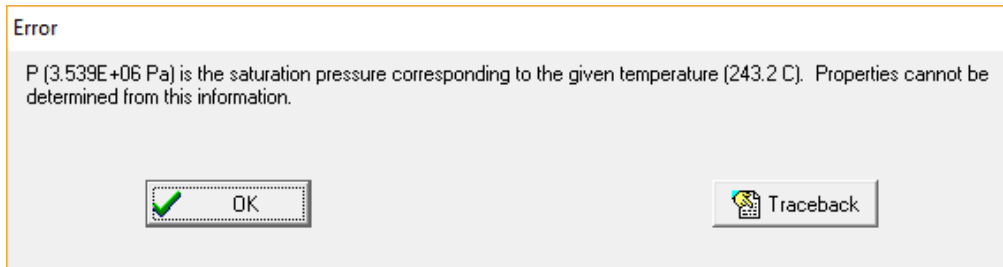 Error
P (3.539E+06 Pa) is the saturation pressure corresponding to the given temperature (243.2 C).  Properties cannot be
determined from this information.
OK
Traceback